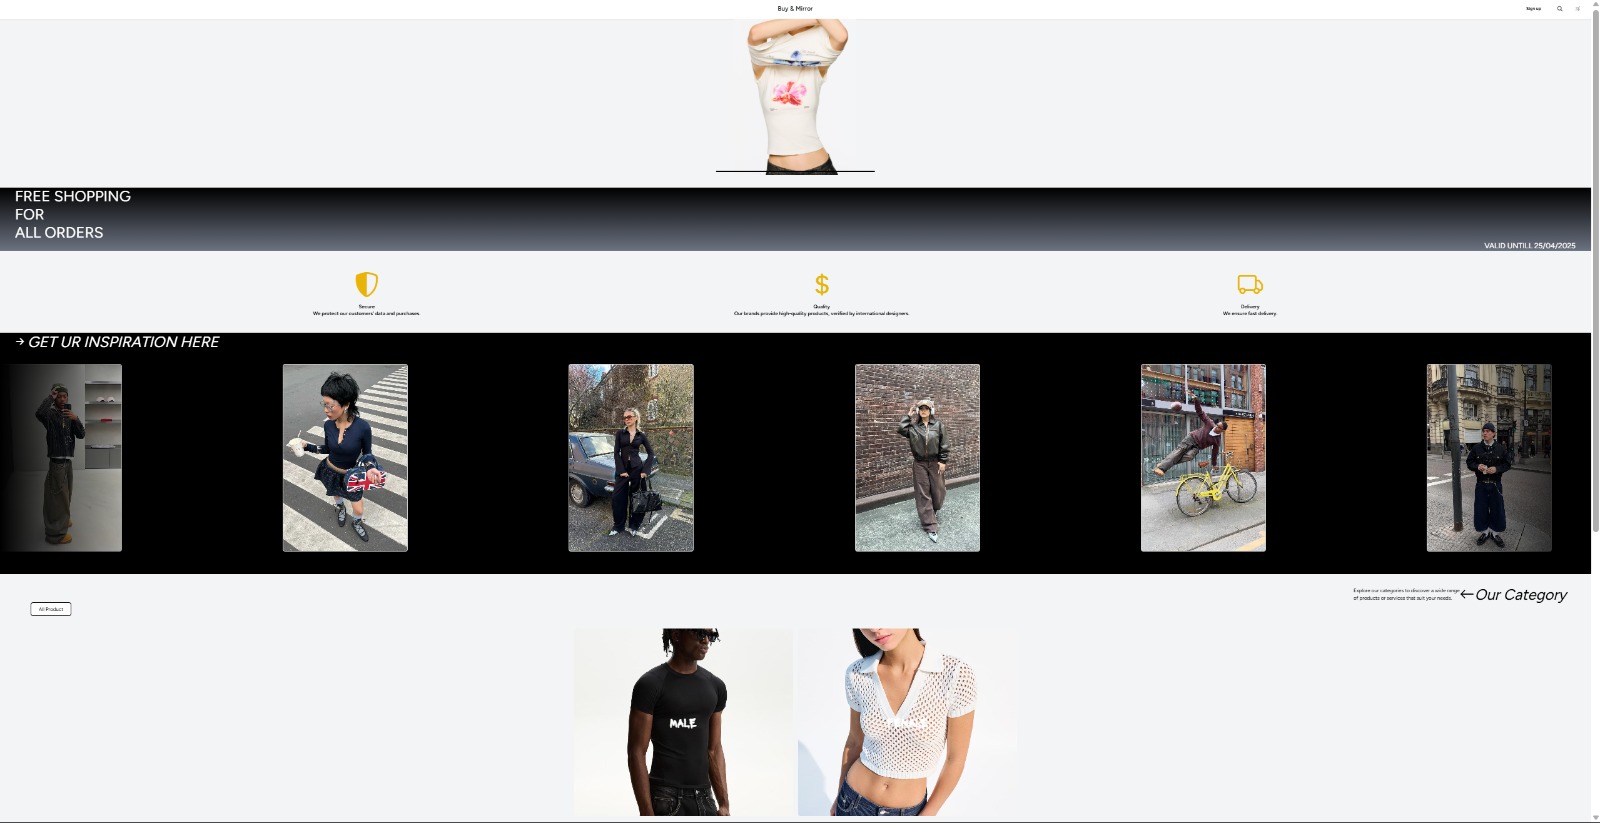 Buy & Mirror
Sign up
FREE SHOPPING
FOR
ALL ORDERS
VALID UNTILL 25/04/2025
Secure
We protect our customers' data and purchases.
Quality
Our brands provide high-quality products, verified by international designers.
Delivery
We ensure fast delivery.
→ GET UR INSPIRATION HERE
All Product
Explore our categories to discover a wide range
of products or services that suit your needs.
←Our Category
MALE